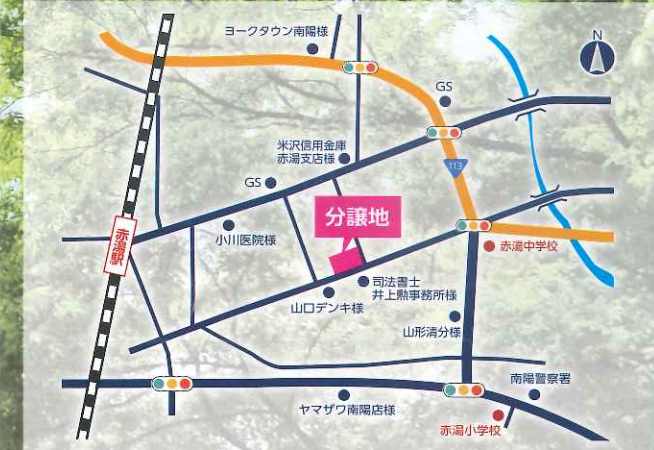 ヨークタウン南陽様
N
GS
米沢信用金庫
赤湯支店様
113
GS
分譲地
小川医院様
赤湯駅
赤湯中学校
司法書士
井上勲事務所様
山口デンキ様
山形清分様
南陽警察署
ヤマザワ南陽店様
赤湯小学校